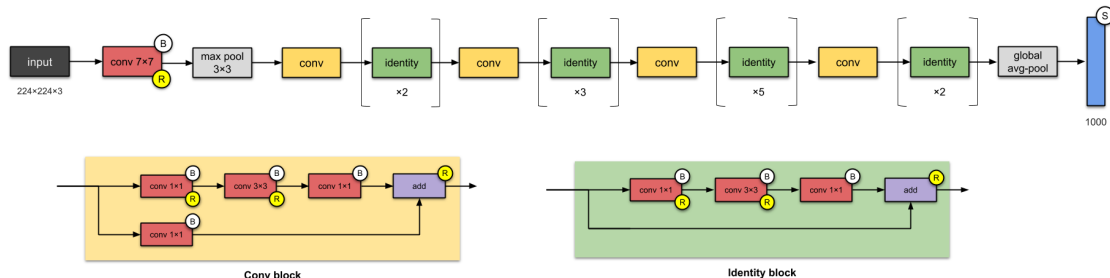 S
B
input
conv 7×7
max pool
3×3
conv
identity
conv
identity
conv
identity
conv
identity
global
avg-pool
R
224×224×3
×2
×3
×5
×2
1000
B
B
B
R
conv 1×1
conv 3×3
conv 1×1
add
R
R
B
conv 1×1
Conv block
B
B
B
R
conv 1×1
conv 3×3
conv 1×1
add
R
R
Identity block